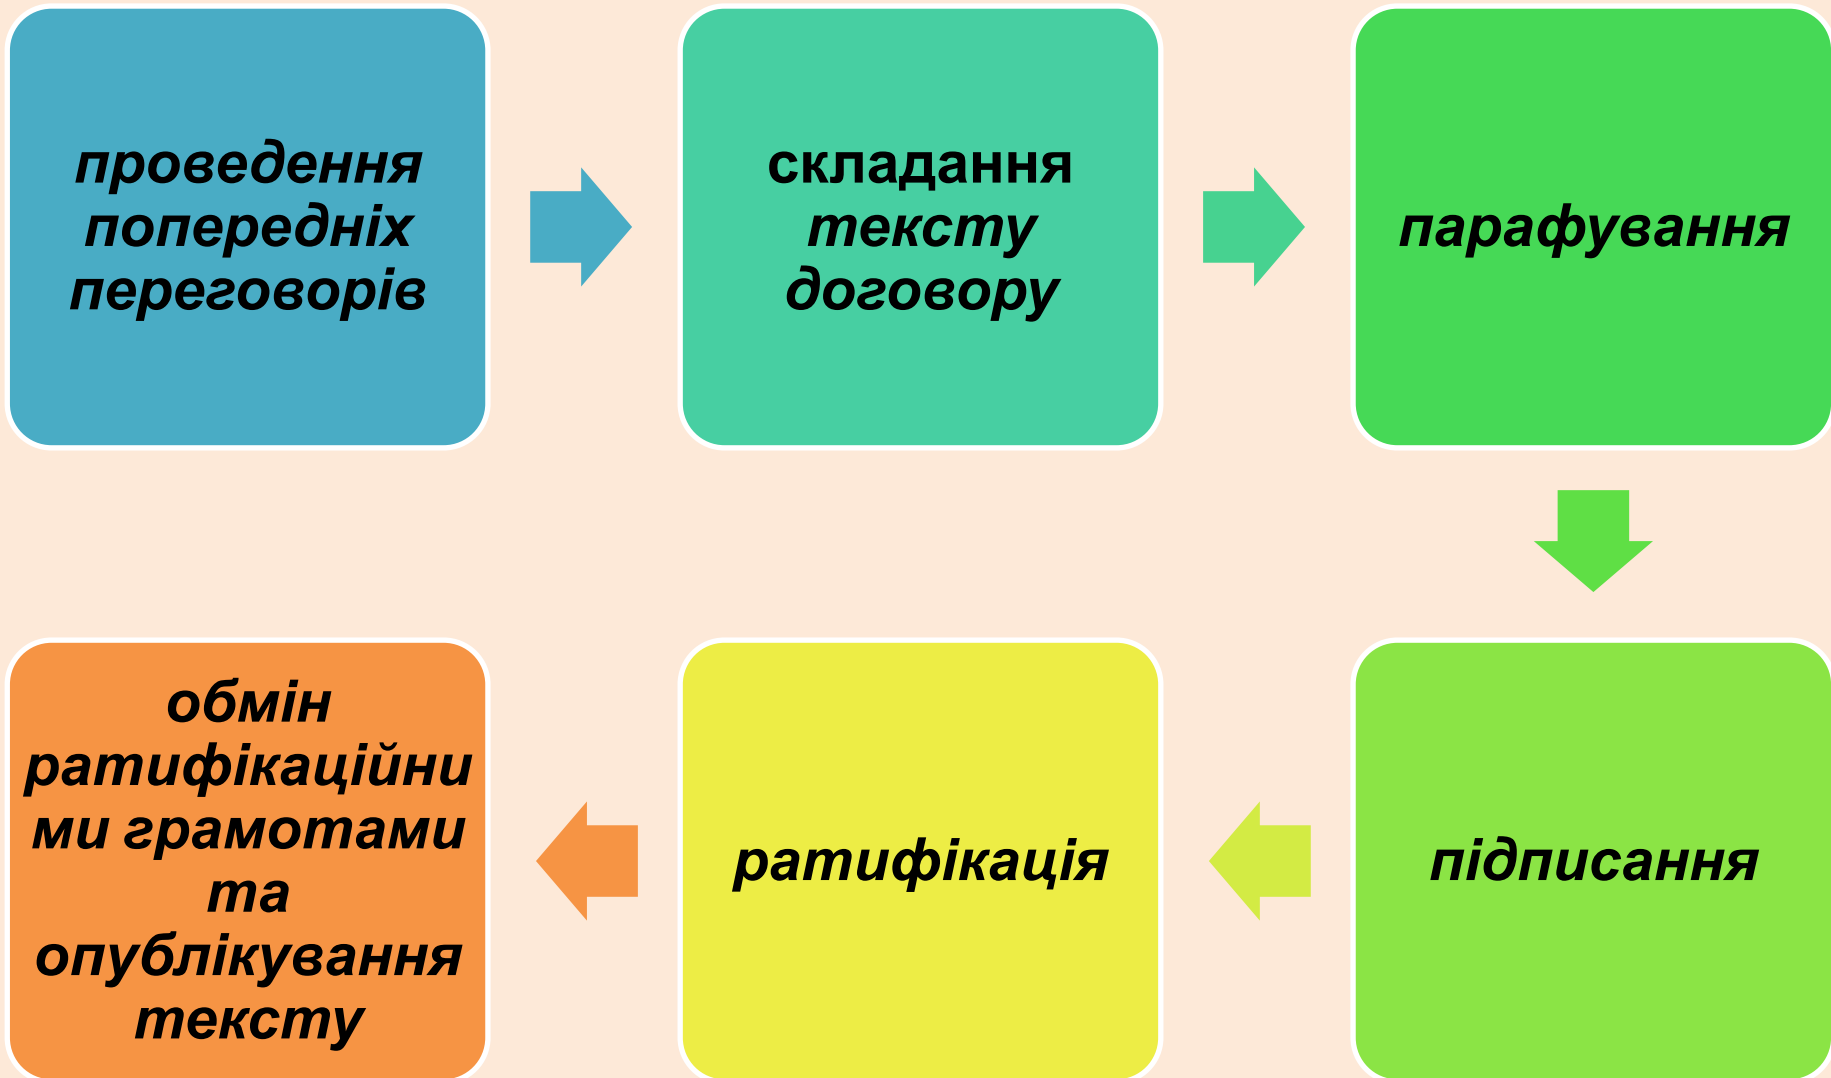 проведення
попередніх
переговорів
складання
тексту
договору
парафування
підписання
ратифікація
обмін
ратифікаційни
ми грамотами
та
опублікування
тексту